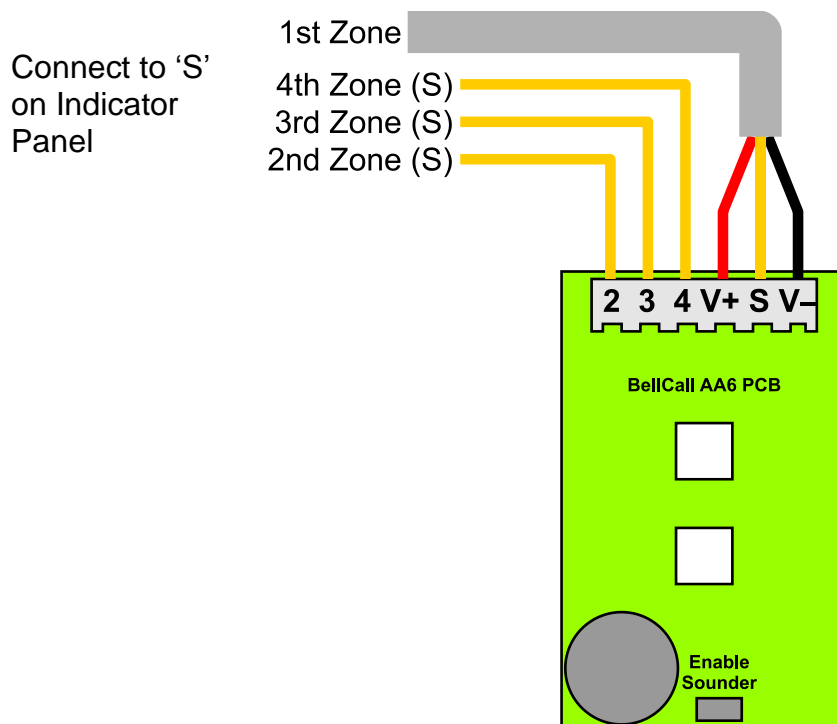 Connect to ‘S’
on Indicator
Panel
1st Zone
4th Zone (S)
3rd Zone (S)
2nd Zone (S)
2 3 4 V+ S V–
BellCall AA6 PCB
Enable
Sounder